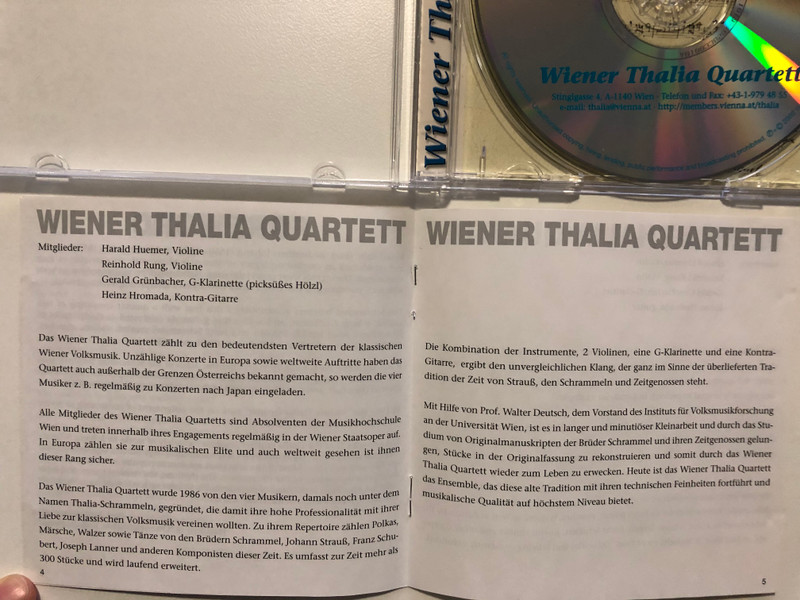 Wiener Th
Wiener Thalia Quartett
Stinglgasse 4, A-1140 Wien - Telefon und Fax: +43-1-979 48 53
e-mail: thalia@vienna.at - http://members.vienna.at/thalia
WIENER THALIA QUARTETT
Mitglieder: Harald Huemer, Violine
Reinhold Rung, Violine
Gerald Grünbacher, G-Klarinette (picksüßes Hölzl)
Heinz Hromada, Kontra-Gitarre
Das Wiener Thalia Quartett zählt zu den bedeutendsten Vertretern der klassischen
Wiener Volksmusik. Unzählige Konzerte in Europa sowie weltweite Auftritte haben das
Quartett auch außerhalb der Grenzen Österreichs bekannt gemacht, so werden die vier
Musiker z. B. regelmäßig zu Konzerten nach Japan eingeladen.
Alle Mitglieder des Wiener Thalia Quartetts sind Absolventen der Musikhochschule
Wien und treten innerhalb ihres Engagements regelmäßig in der Wiener Staatsoper auf.
In Europa zählen sie zur musikalischen Elite und auch weltweit gesehen ist ihnen
dieser Rang sicher.
Das Wiener Thalia Quartett wurde 1986 von den vier Musikern, damals noch unter dem
Namen Thalia-Schrammeln, gegründet, die damit ihre hohe Professionalität mit ihrer
Liebe zur klassischen Volksmusik vereinen wollten. Zu ihrem Repertoire zählen Polkas,
Märsche, Walzer sowie Tänze von den Brüdern Schrammel, Johann Strauß, Franz Schu-
bert, Joseph Lanner und anderen Komponisten dieser Zeit. Es umfasst zur Zeit mehr als
300 Stücke und wird laufend erweitert.
4
WIENER THALIA QUARTETT
Die Kombination der Instrumente, 2 Violinen, eine G-Klarinette und eine Kontra-
Gitarre, ergibt den unvergleichlichen Klang, der ganz im Sinne der überlieferten Tra-
dition der Zeit von Strauß, den Schrammeln und Zeitgenossen steht.
Mit Hilfe von Prof. Walter Deutsch, dem Vorstand des Instituts für Volksmusikforschung
an der Universität Wien, ist es in langer und minutiöser Kleinarbeit und durch das Stu-
dium von Originalmanuskripten der Brüder Schrammel und ihren Zeitgenossen gelun-
gen, Stücke in der Originalfassung zu rekonstruieren und somit durch das Wiener
Thalia Quartett wieder zum Leben zu erwecken. Heute ist das Wiener Thalia Quartett
das Ensemble, das diese alte Tradition mit ihren technischen Feinheiten fortführt und
musikalische Qualität auf höchstem Niveau bietet.
5